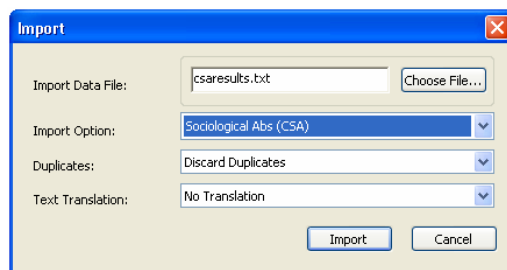 Import
Import Data File: csaresults.txt Choose File...
Import Option: Sociological Abs (CSA)
Duplicates: Discard Duplicates
Text Translation: No Translation
Import Cancel